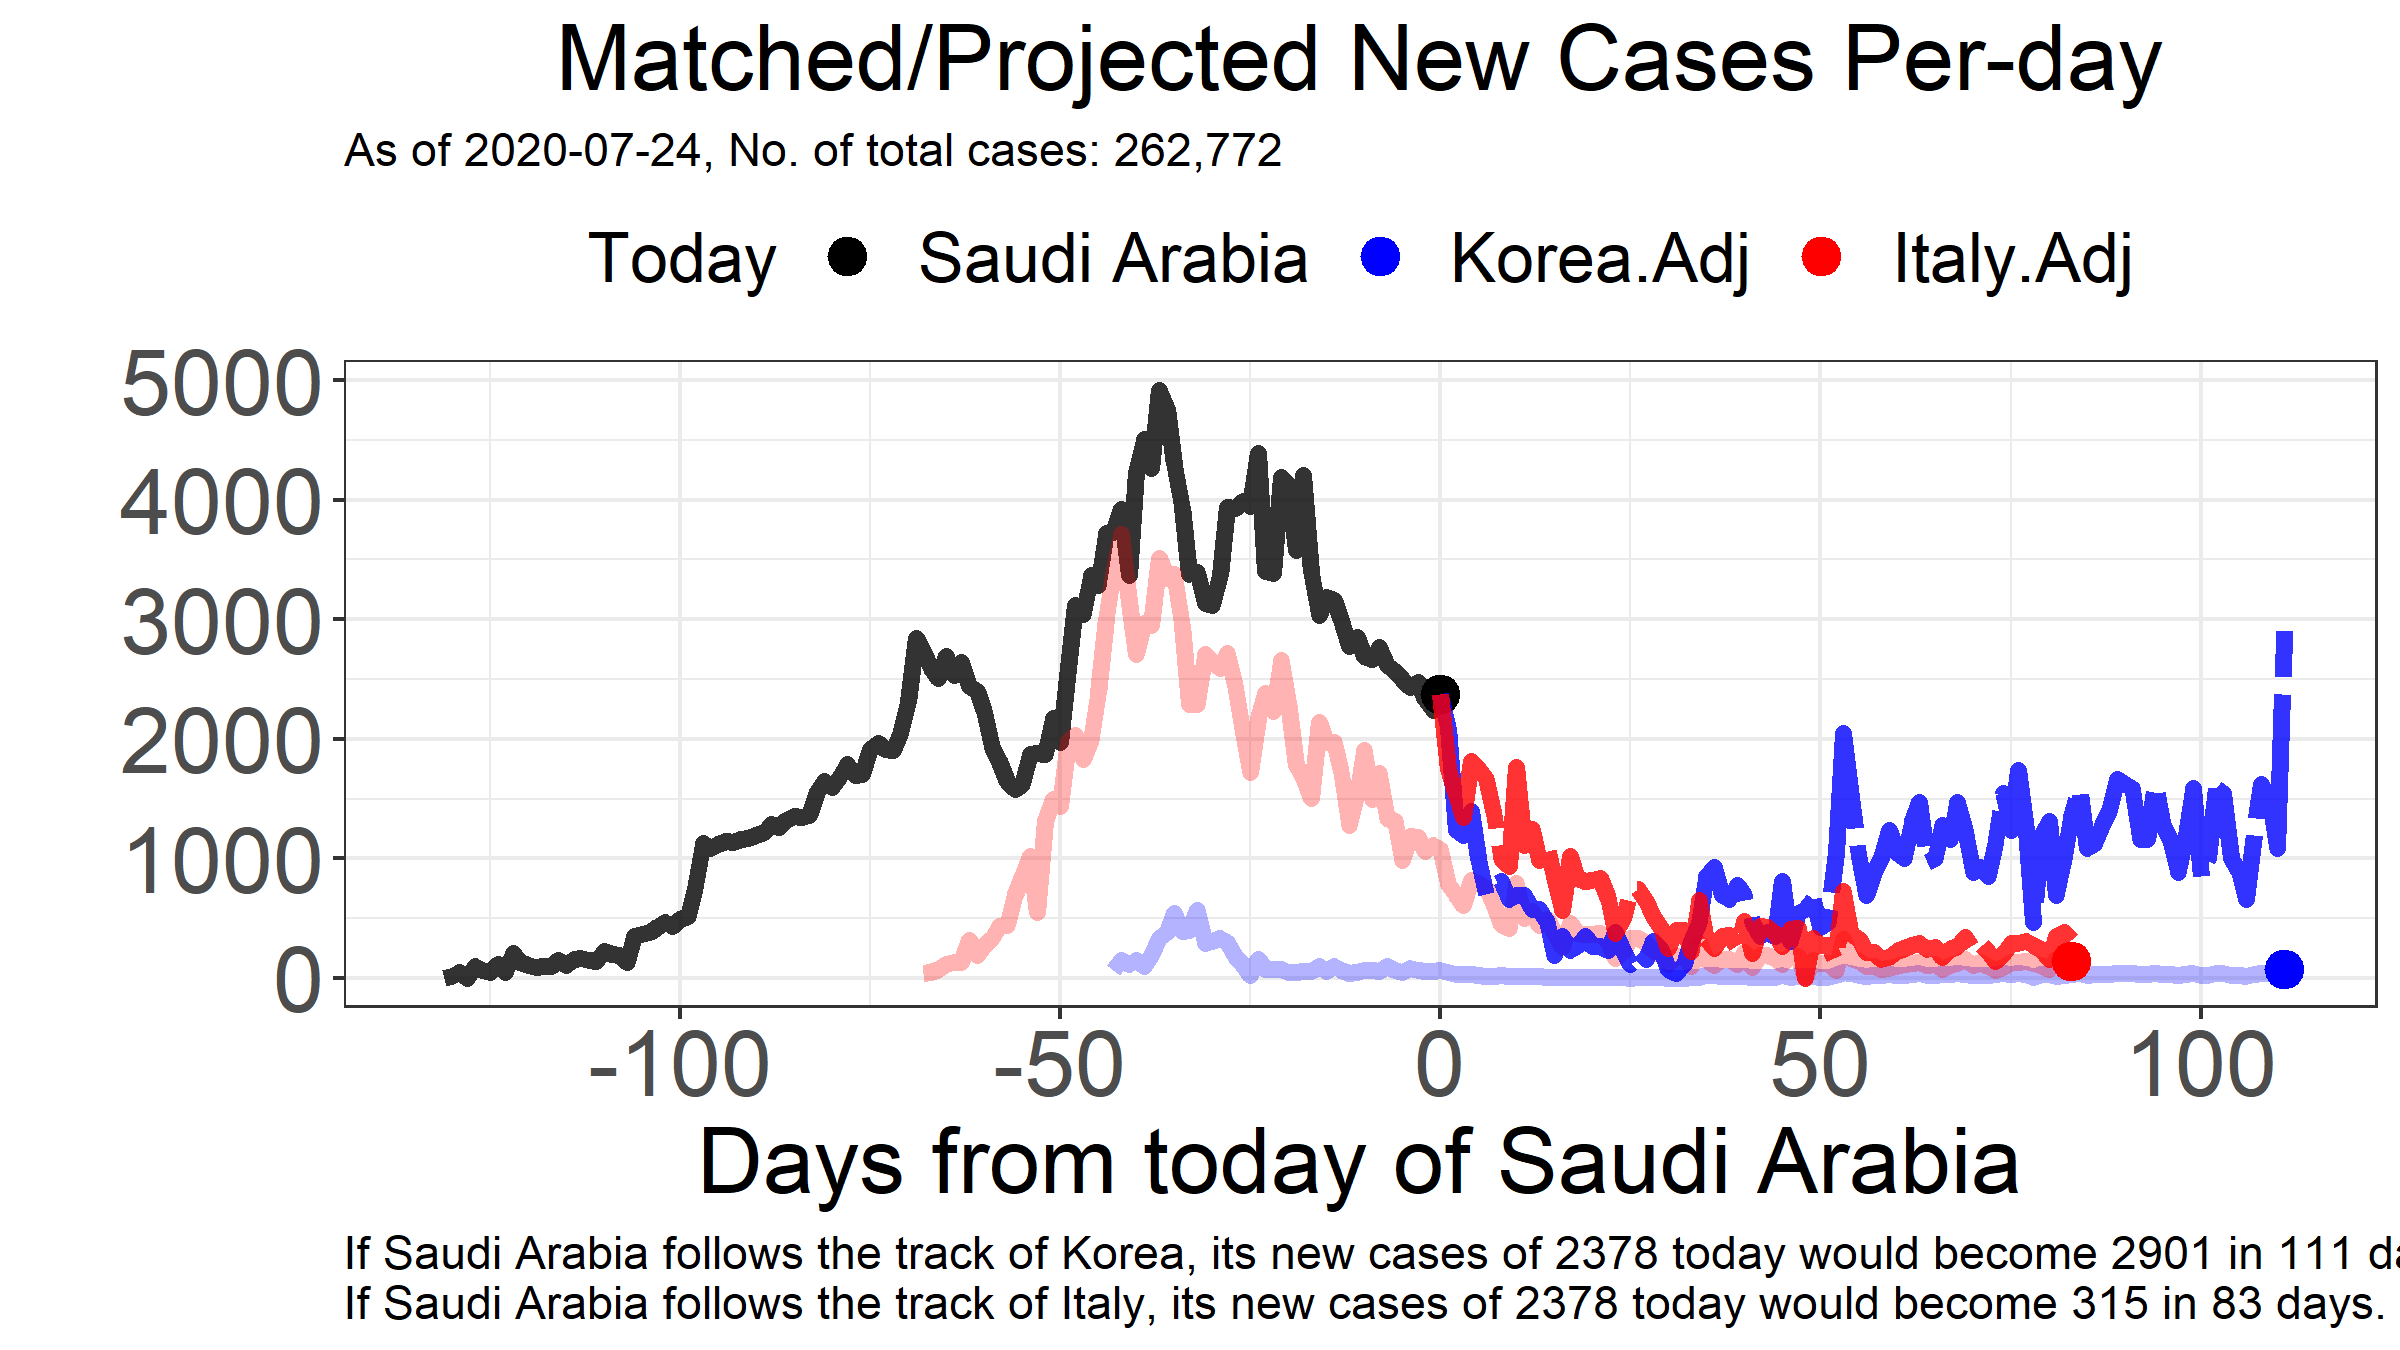 Matched/Projected New Cases Per-day
As of 2020-07-24, No. of total cases: 262,772
Today Saudi Arabia Korea.Adj Italy.Adj
5000
4000
3000
2000
1000
0
-100 -50 0 50 100
Days from today of Saudi Arabia
If Saudi Arabia follows the track of Korea, its new cases of 2378 today would become 2901 in 111 da
If Saudi Arabia follows the track of Italy, its new cases of 2378 today would become 315 in 83 days.